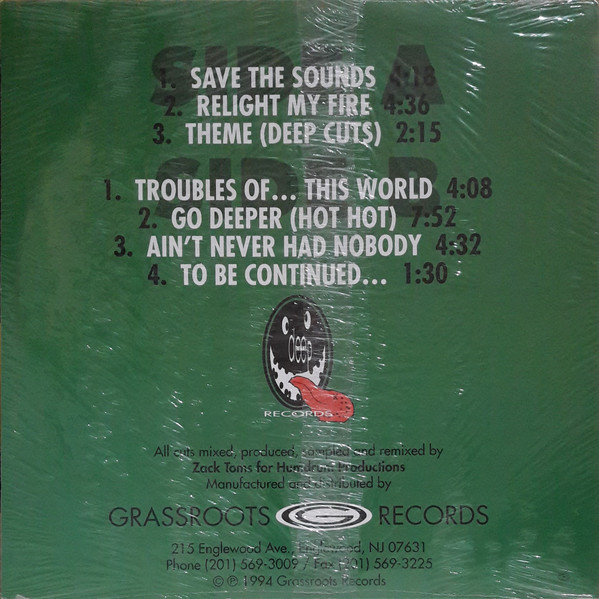 SIDE A
1. SAVE THE SOUNDS 4:18
2. RELIGHT MY FIRE 4:36
3. THEME (DEEP CUTS) 2:15
SIDE B
1. TROUBLES OF... THIS WORLD 4:08
2. GO DEEPER (HOT HOT) 7:52
3. AIN'T NEVER HAD NOBODY 4:32
4. TO BE CONTINUED... 1:30
deep
RECORDS
All cuts mixed, produced, sampled and remixed by
Zack Toms for Humdrum Productions
Manufactured and distributed by
GRASSROOTS G RECORDS
215 Englewood Ave., Englewood, NJ 07631
Phone (201) 569-3009 / Fax (201) 569-3225
© ℗ 1994 Grassroots Records